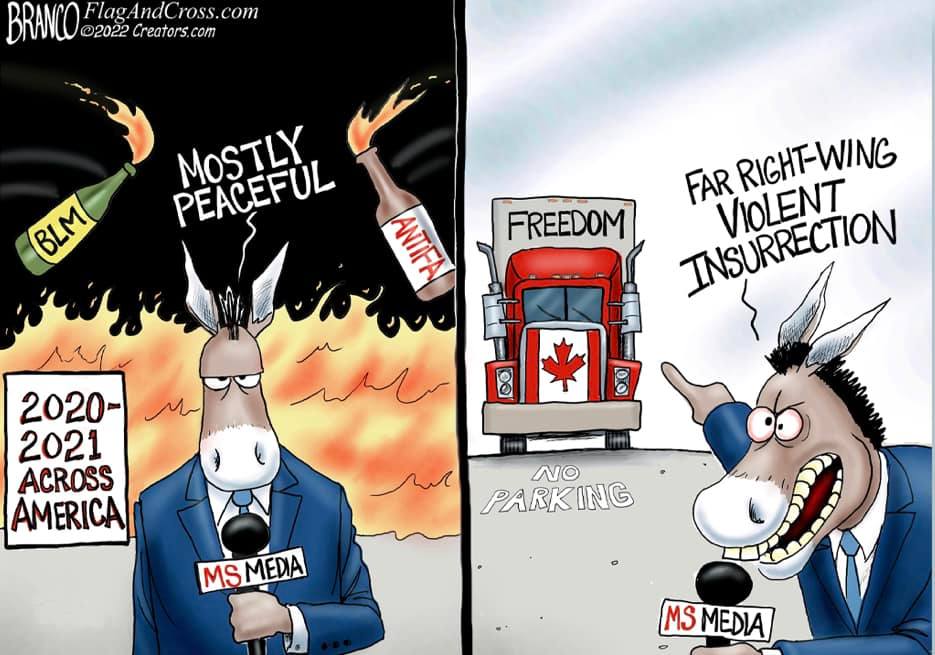 BRANCO
FlagAndCross.com
©2022 Creators.com
MOSTLY
PEACEFUL
BLM
ANTIFA
2020-
2021
ACROSS
AMERICA
MS MEDIA
FAR RIGHT-WING
VIOLENT
INSURRECTION
FREEDOM
NO
PARKING
MS MEDIA